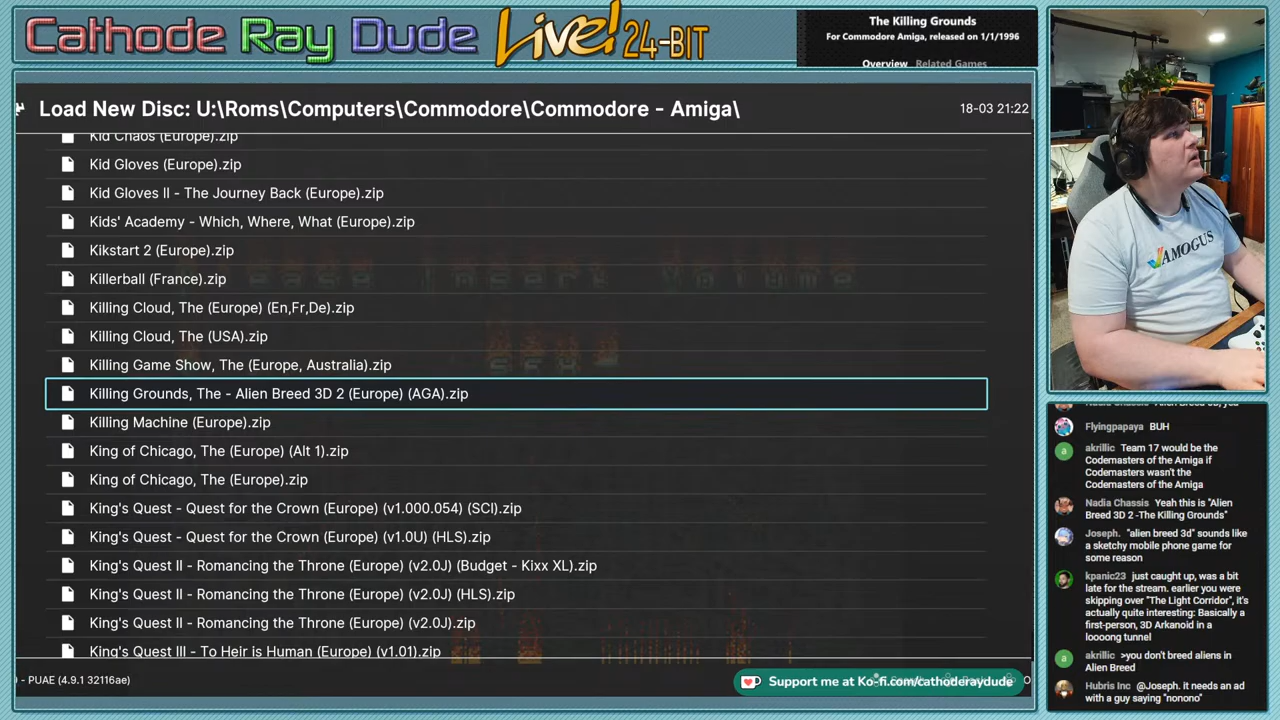 Cathode Ray Dude Live! 24-BIT
The Killing Grounds
For Commodore Amiga, released on 1/1/1996
Overview Related Games
Load New Disc: U:\Roms\Computers\Commodore\Commodore - Amiga\
18-03 21:22
Kid Chaos (Europe).zip
Kid Gloves (Europe).zip
Kid Gloves II - The Journey Back (Europe).zip
Kids' Academy - Which, Where, What (Europe).zip
Kikstart 2 (Europe).zip
Killerball (France).zip
Killing Cloud, The (Europe) (En,Fr,De).zip
Killing Cloud, The (USA).zip
Killing Game Show, The (Europe, Australia).zip
Killing Grounds, The - Alien Breed 3D 2 (Europe) (AGA).zip
Killing Machine (Europe).zip
King of Chicago, The (Europe) (Alt 1).zip
King of Chicago, The (Europe).zip
King's Quest - Quest for the Crown (Europe) (v1.000.054) (SCI).zip
King's Quest - Quest for the Crown (Europe) (v1.0U) (HLS).zip
King's Quest II - Romancing the Throne (Europe) (v2.0J) (Budget - Kixx XL).zip
King's Quest II - Romancing the Throne (Europe) (v2.0J) (HLS).zip
King's Quest II - Romancing the Throne (Europe) (v2.0J).zip
King's Quest III - To Heir is Human (Europe) (v1.01).zip
- PUAE (4.9.1 32116ae)
Support me at Ko-fi.com/cathoderaydude
AMOGUS
Flyingpapaya BUH
akrillic Team 17 would be the
Codemasters of the Amiga if
Codemasters wasn't the
Codemasters of the Amiga
Nadia Chassis Yeah this is "Alien
Breed 3D 2 -The Killing Grounds"
Joseph. "alien breed 3d" sounds like
a sketchy mobile phone game for
some reason
kpanic23 just caught up, was a bit
late for the stream. earlier you were
skipping over "The Light Corridor", it's
actually quite interesting: Basically a
first-person, 3D Arkanoid in a
loooong tunnel
akrillic >you don't breed aliens in
Alien Breed
Hubris Inc @Joseph. it needs an ad
with a guy saying "nonono"